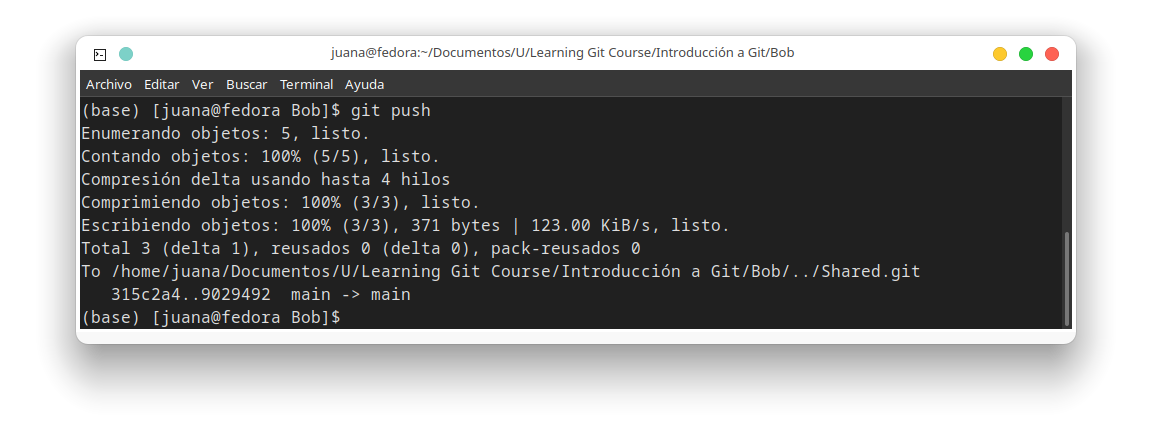 juana@fedora:~/Documentos/U/Learning Git Course/Introducción a Git/Bob
Archivo Editar Ver Buscar Terminal Ayuda
(base) [juana@fedora Bob]$ git push
Enumerando objetos: 5, listo.
Contando objetos: 100% (5/5), listo.
Compresión delta usando hasta 4 hilos
Comprimiendo objetos: 100% (3/3), listo.
Escribiendo objetos: 100% (3/3), 371 bytes | 123.00 KiB/s, listo.
Total 3 (delta 1), reusados 0 (delta 0), pack-reusados 0
To /home/juana/Documentos/U/Learning Git Course/Introducción a Git/Bob/../Shared.git
   315c2a4..9029492  main -> main
(base) [juana@fedora Bob]$